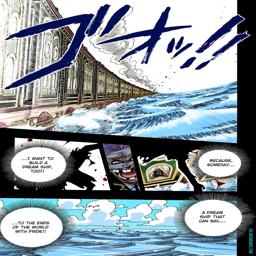 ゴオッ!!
BECAUSE,
SOMEDAY...
...I WANT TO
BUILD A
DREAM SHIP,
TOO!!
A DREAM
SHIP THAT
CAN SAIL...
...TO THE ENDS
OF THE
WORLD WITH
PRIDE!!